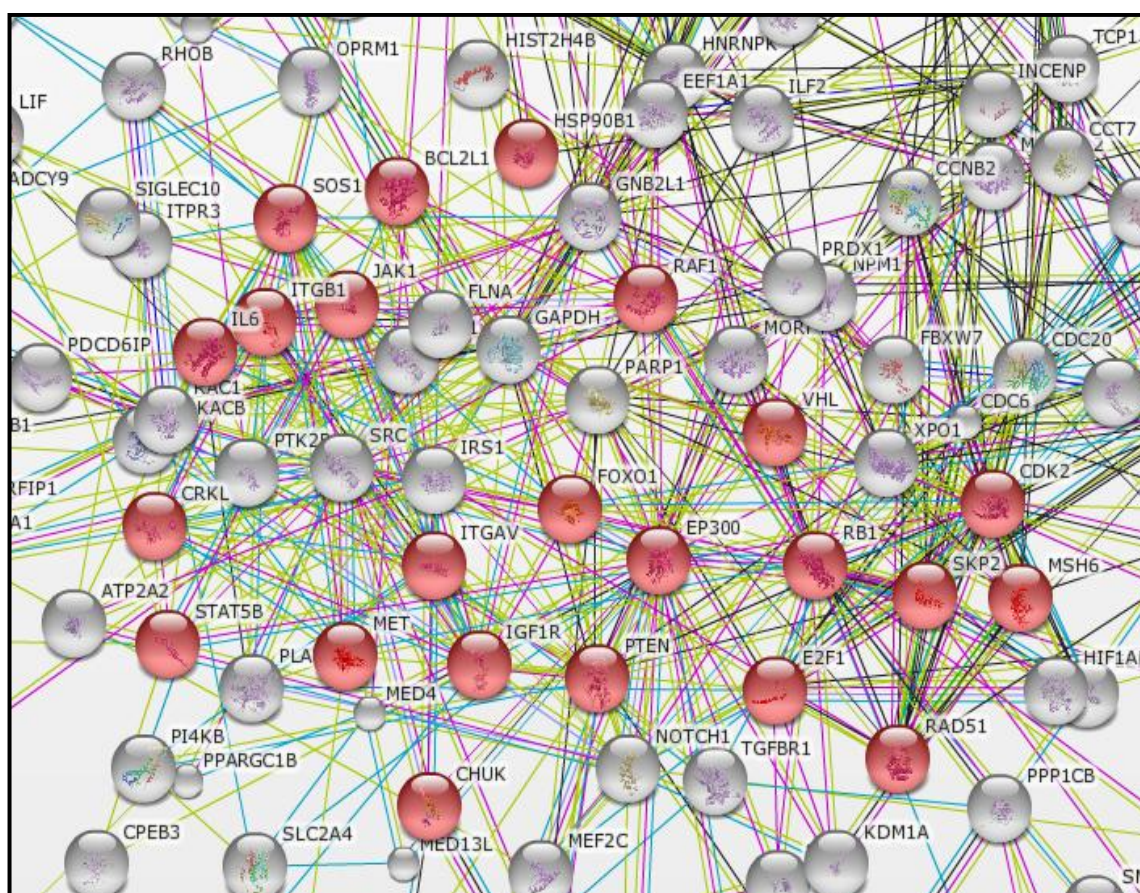 RHOB
OPRM1
HIST2H4B
HNRNPK
TCP1
LIF
EEF1A1
ILF2
INCENP
HSP90B1
CCT7
ADCY9
BCL2L1
SIGLEC10
SOS1
GNB2L1
CCNB2
ITPR3
PRDX1
NPM1
JAK1
RAF1
ITGB1
FLNA
IL6
GAPDH
PDCD6IP
FBXW7
CDC20
PARP1
VHL
CDC6
XPO1
SRC
IRS1
CDK2
CRKL
FOXO1
EP300
RB1
ITGAV
SKP2
MSH6
ATP2A2
STAT5B
MET
IGF1R
PTEN
E2F1
PLA
MED4
RAD51
PI4KB
PPARGC1B
NOTCH1
TGFBR1
CHUK
PPP1CB
CPEB3
SLC2A4
MED13L
MEF2C
KDM1A